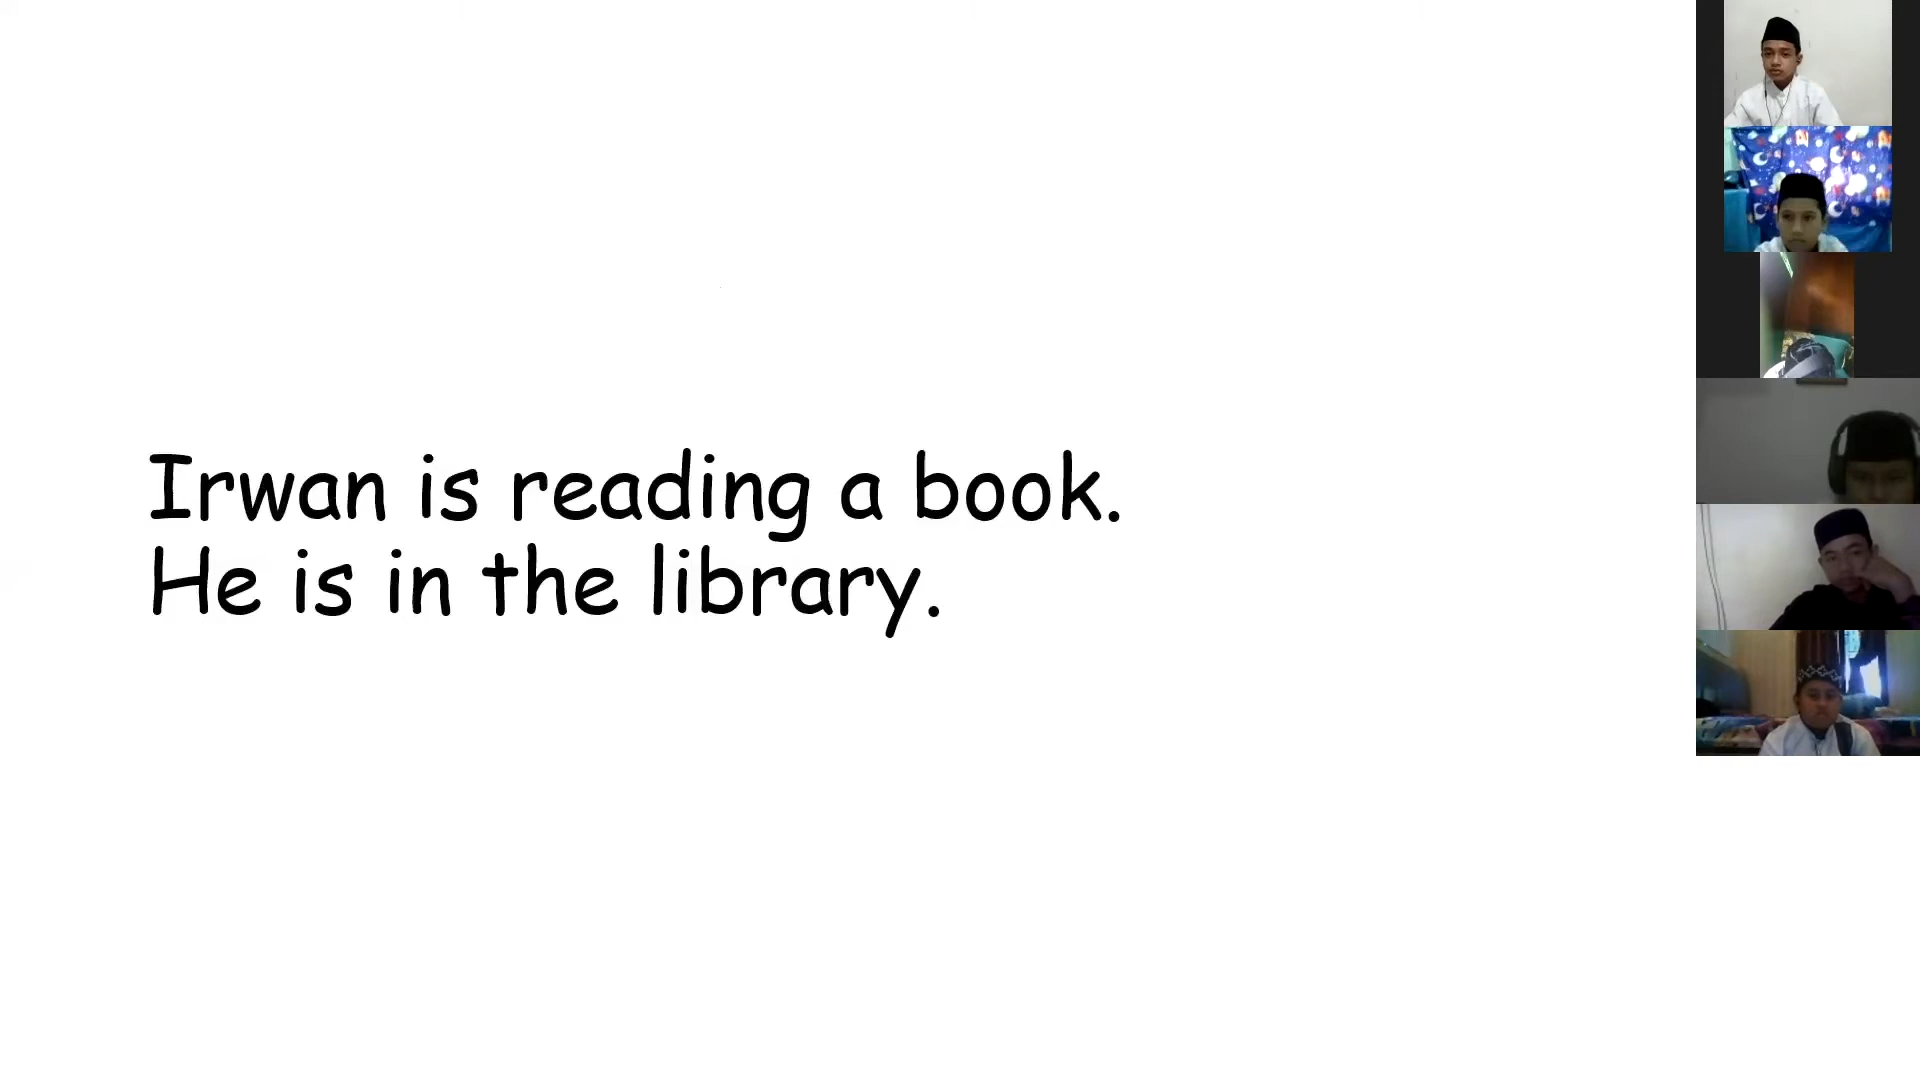 Irwan is reading a book.
He is in the library.